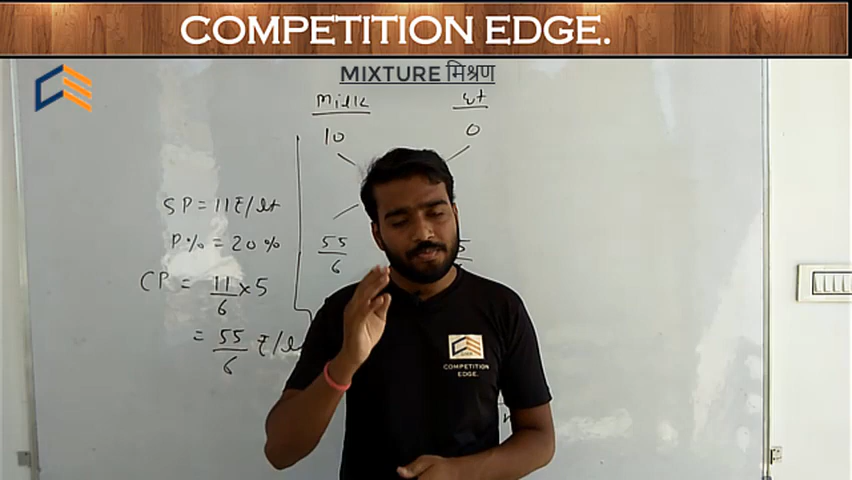 COMPETITION EDGE.
MIXTURE मिश्रण
Milk wt
10 0
SP = 11 ₹/lt
P% = 20%
CP = 11/6 × 5
= 55/6 ₹/lt
55/6
COMPETITION
EDGE.